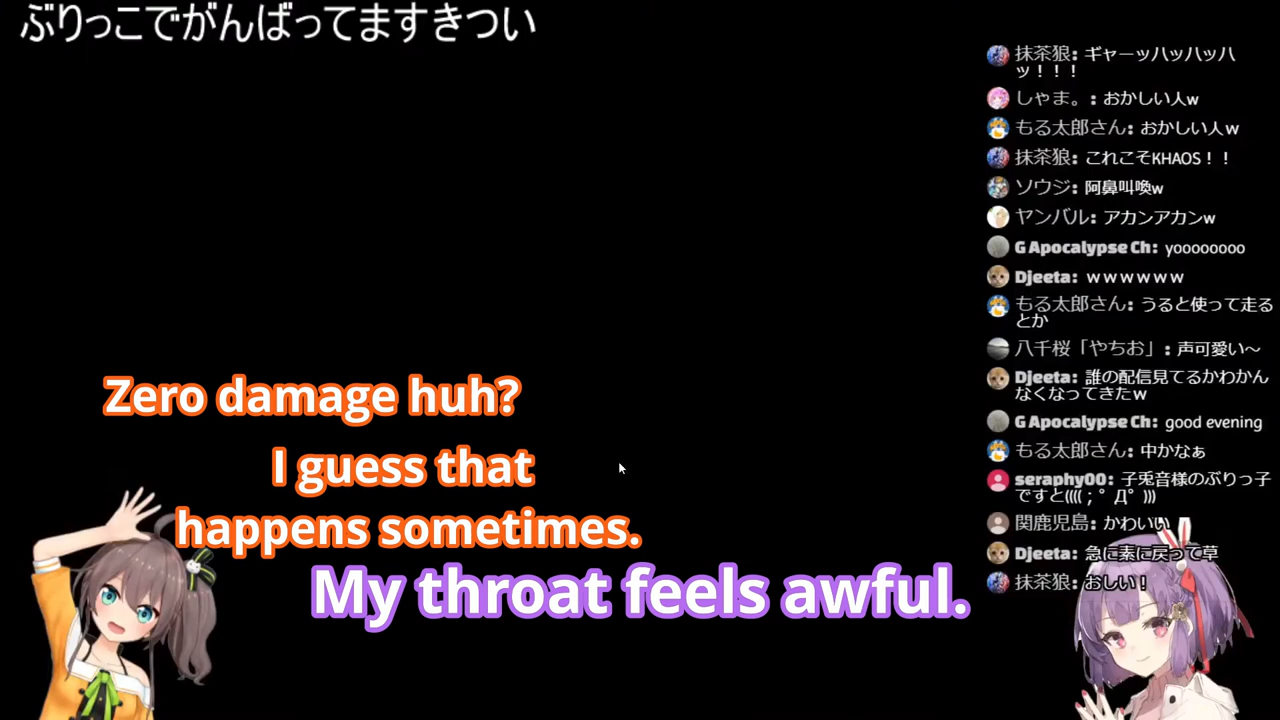 ぶりっこでがんばってますきつい
抹茶狼: ギャーッハッハッハ
ッ！！！
しゃま。: おかしい人w
もる太郎さん: おかしい人ｗ
抹茶狼: これこそKHAOS！！
ソウジ: 阿鼻叫喚w
ヤンバル: アカンアカンw
G Apocalypse Ch: yoooooooo
Djeeta: ｗｗｗｗｗｗ
もる太郎さん: うると使って走る
とか
八千桜「やちお」: 声可愛い〜
Djeeta: 誰の配信見てるかわかん
なくなってきたw
G Apocalypse Ch: good evening
もる太郎さん: 中かなぁ
seraphy00: 子兎音様のぶりっ子
ですと((((；゜Д゜)))
関鹿児島: かわいい
Djeeta: 急に素に戻って草
抹茶狼: おしい！
Zero damage huh?
I guess that
happens sometimes.
My throat feels awful.